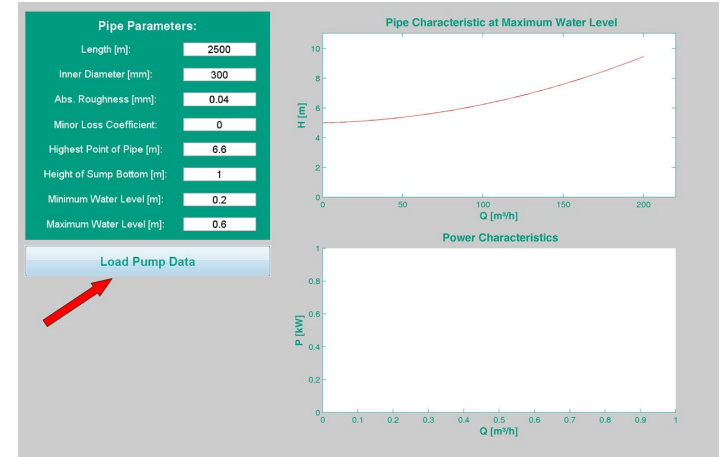 Pipe Parameters:
Length [m]: 2500
Inner Diameter [mm]: 300
Abs. Roughness [mm]: 0.04
Minor Loss Coefficient: 0
Highest Point of Pipe [m]: 6.6
Height of Sump Bottom [m]: 1
Minimum Water Level [m]: 0.2
Maximum Water Level [m]: 0.6
Load Pump Data
Pipe Characteristic at Maximum Water Level
10
8
6
4
2
0
H [m]
0 50 100 150 200
Q [m³/h]
Power Characteristics
1
0.8
0.6
0.4
0.2
0
P [kW]
0 0.1 0.2 0.3 0.4 0.5 0.6 0.7 0.8 0.9 1
Q [m³/h]